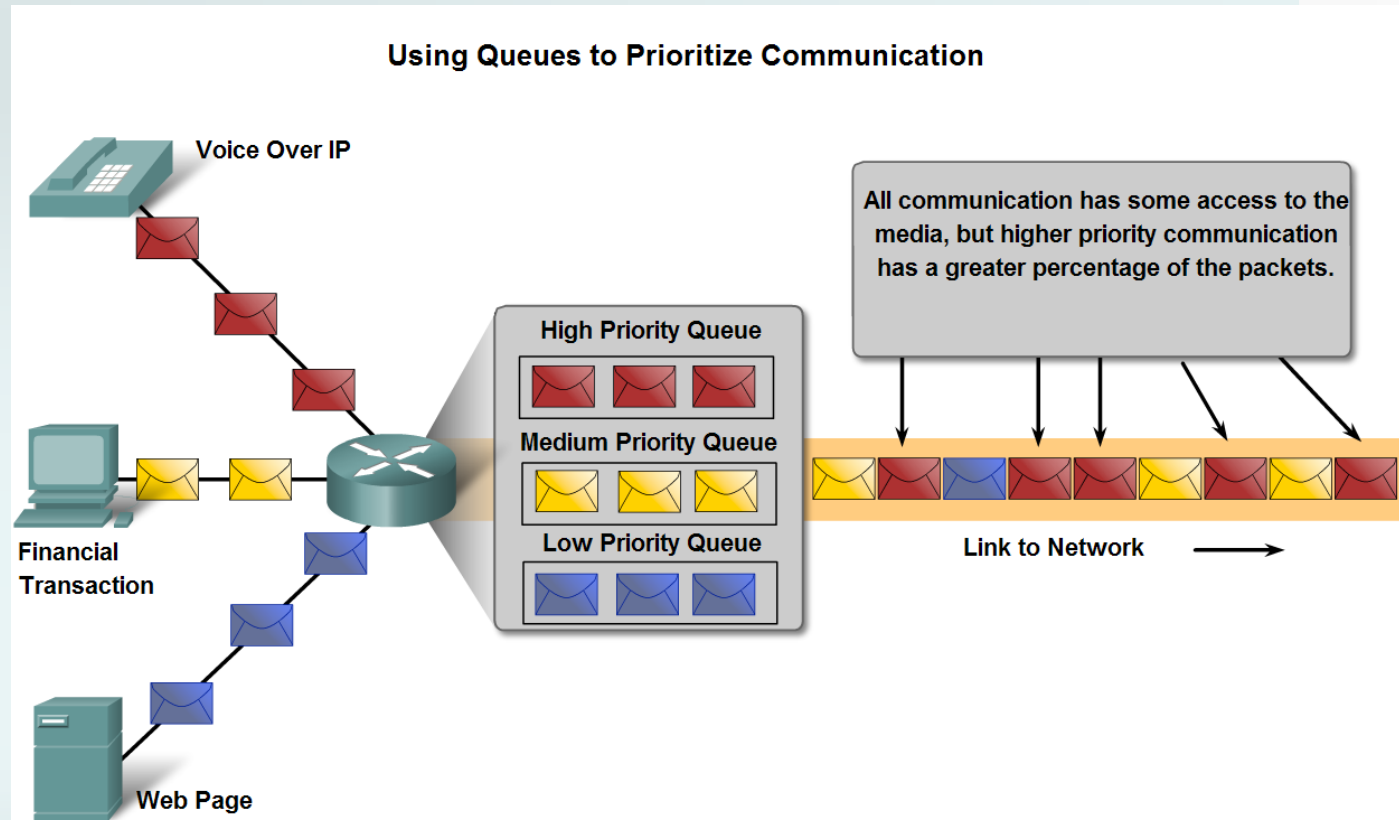 Using Queues to Prioritize Communication
Voice Over IP
All communication has some access to the
media, but higher priority communication
has a greater percentage of the packets.
High Priority Queue
Medium Priority Queue
Low Priority Queue
Link to Network
Financial
Transaction
Web Page